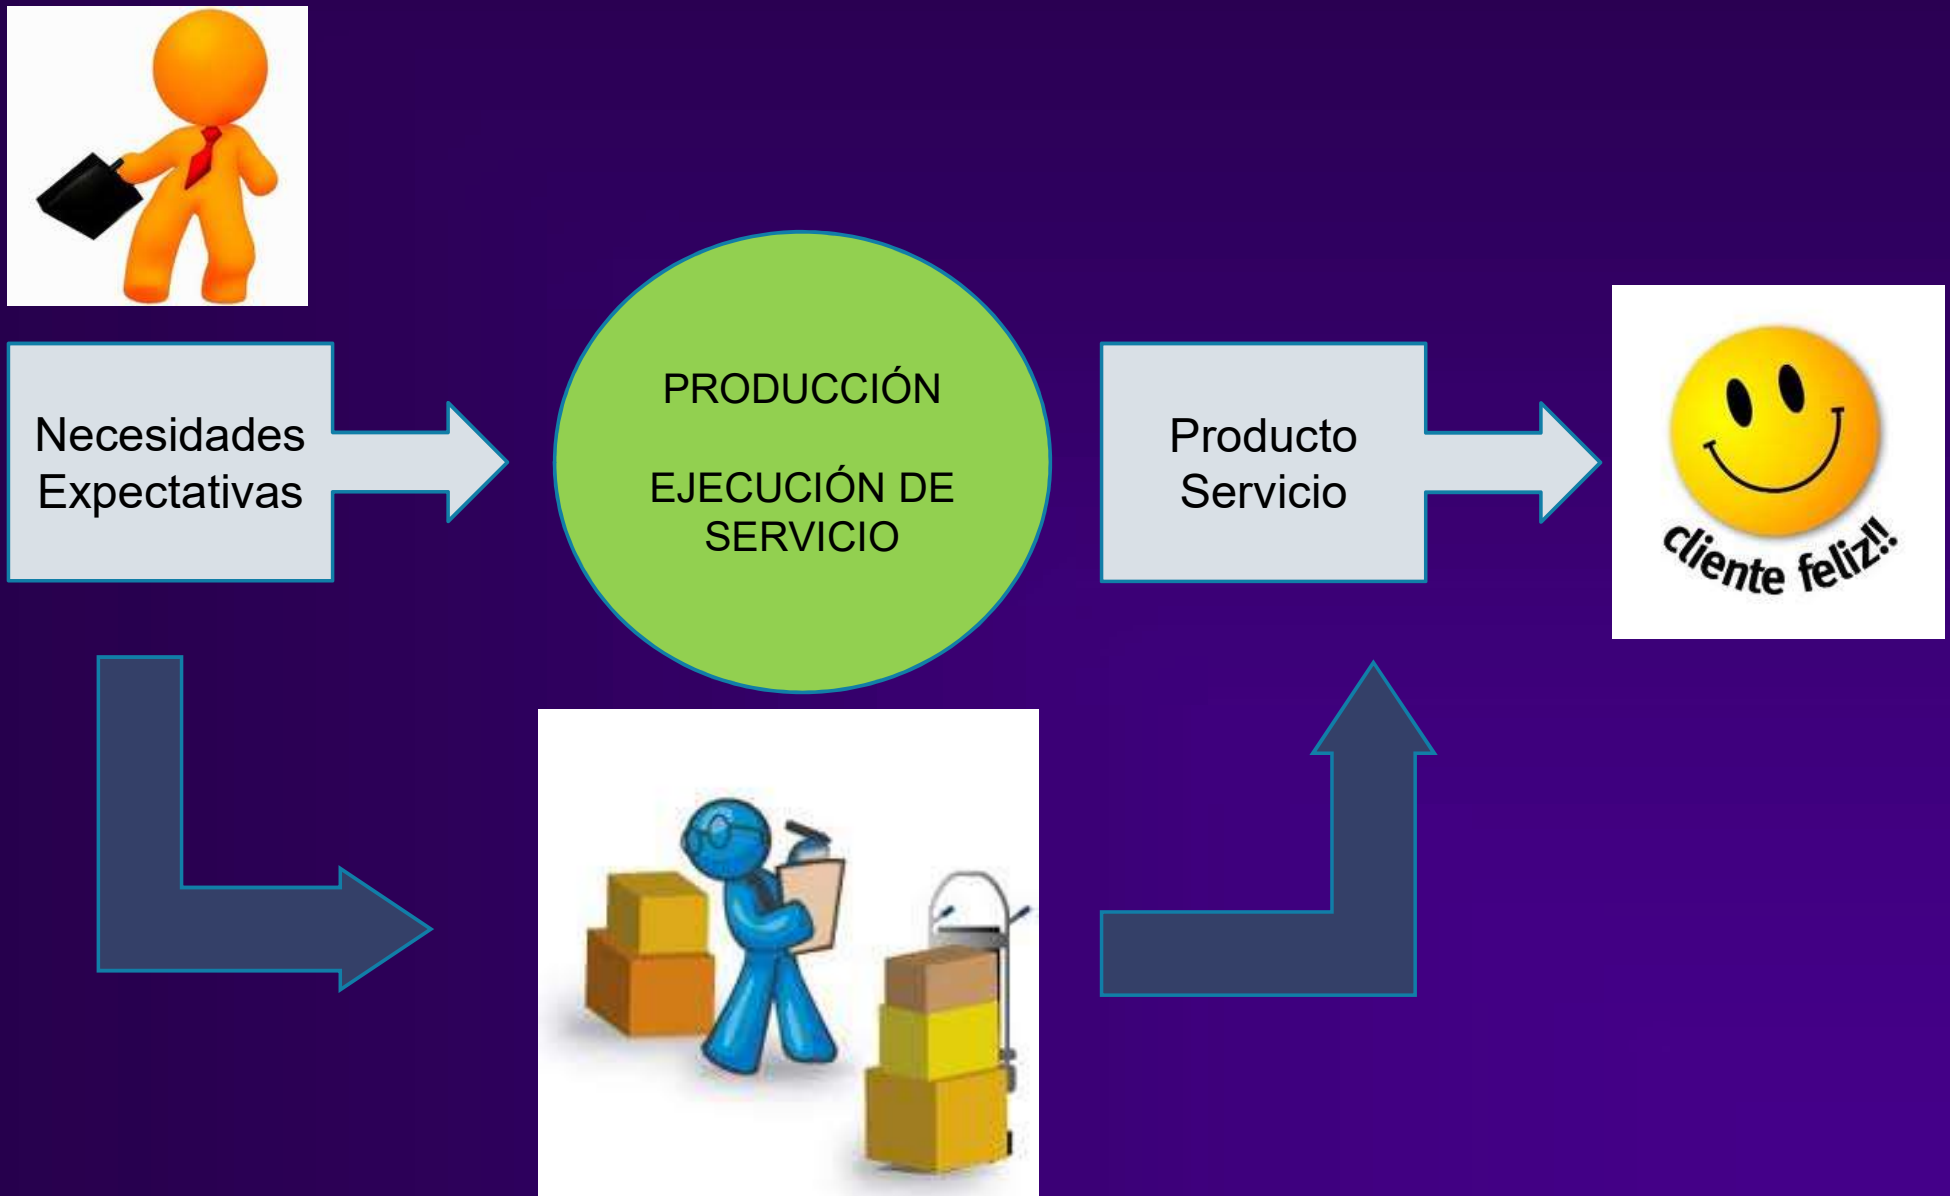 Necesidades
Expectativas
PRODUCCIÓN
EJECUCIÓN DE
SERVICIO
Producto
Servicio
cliente feliz!!